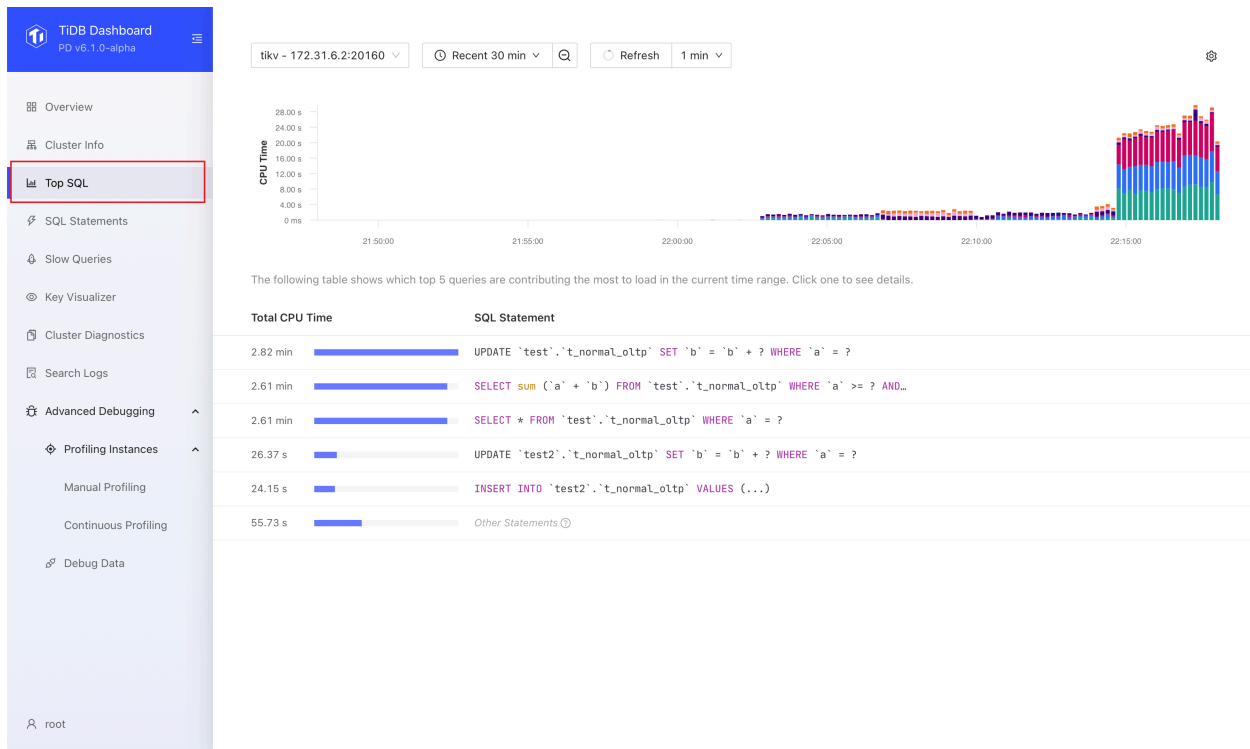 TiDB Dashboard
PD v6.1.0-alpha
Overview
Cluster Info
Top SQL
SQL Statements
Slow Queries
Key Visualizer
Cluster Diagnostics
Search Logs
Advanced Debugging
Profiling Instances
Manual Profiling
Continuous Profiling
Debug Data
root
tikv - 172.31.6.2:20160
Recent 30 min
Refresh
1 min
CPU Time
28.00 s
24.00 s
20.00 s
16.00 s
12.00 s
8.00 s
4.00 s
0 ms
21:50:00 21:55:00 22:00:00 22:05:00 22:10:00 22:15:00
The following table shows which top 5 queries are contributing the most to load in the current time range. Click one to see details.
Total CPU Time SQL Statement
2.82 min UPDATE `test`.`t_normal_oltp` SET `b` = `b` + ? WHERE `a` = ?
2.61 min SELECT sum (`a` + `b`) FROM `test`.`t_normal_oltp` WHERE `a` >= ? AND…
2.61 min SELECT * FROM `test`.`t_normal_oltp` WHERE `a` = ?
26.37 s UPDATE `test2`.`t_normal_oltp` SET `b` = `b` + ? WHERE `a` = ?
24.15 s INSERT INTO `test2`.`t_normal_oltp` VALUES (...)
55.73 s Other Statements